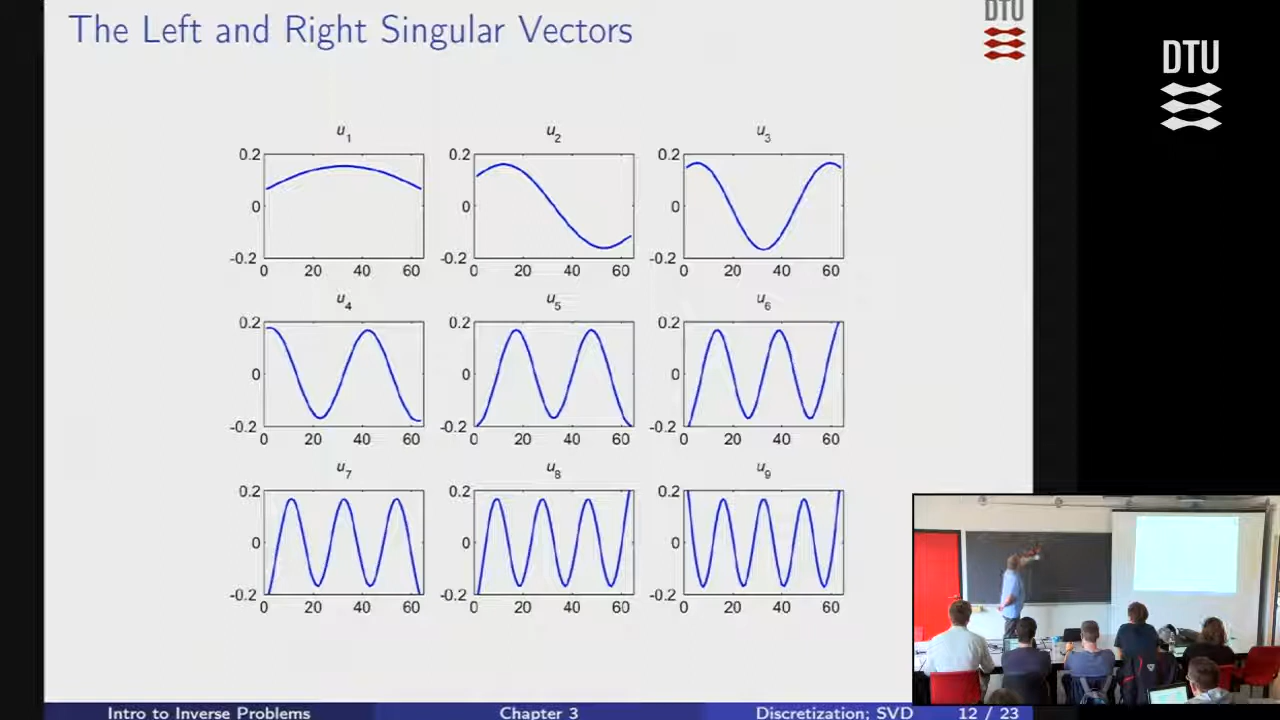 The Left and Right Singular Vectors
DTU
DTU
u1 u2 u3
0.2 0.2 0.2
0 0 0
-0.2 -0.2 -0.2
0 20 40 60 0 20 40 60 0 20 40 60
u4 u5 u6
0.2 0.2 0.2
0 0 0
-0.2 -0.2 -0.2
0 20 40 60 0 20 40 60 0 20 40 60
u7 u8 u9
0.2 0.2 0.2
0 0 0
-0.2 -0.2 -0.2
0 20 40 60 0 20 40 60 0 20 40 60
Intro to Inverse Problems Chapter 3 Discretization; SVD 12 / 23